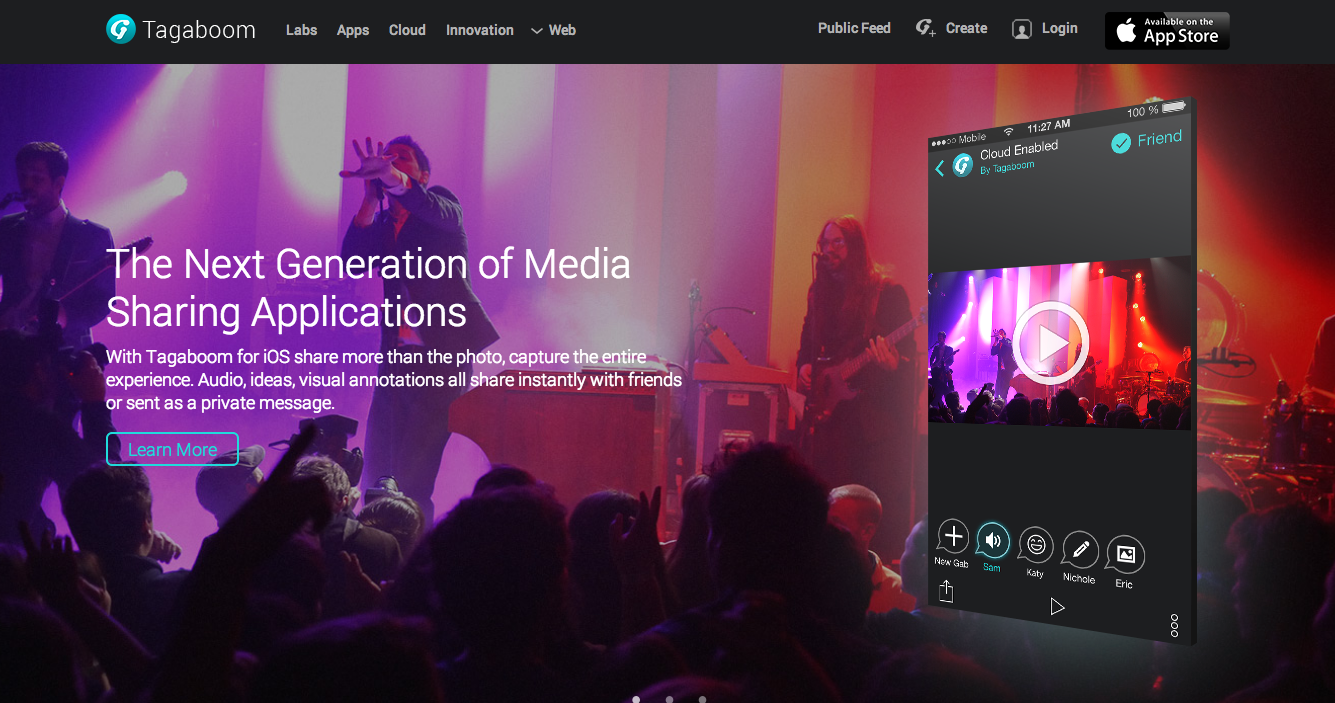 Tagaboom
Labs
Apps
Cloud
Innovation
Web
Public Feed
Create
Login
Available on the
App Store
The Next Generation of Media
Sharing Applications
With Tagaboom for iOS share more than the photo, capture the entire
experience. Audio, ideas, visual annotations all share instantly with friends
or sent as a private message.
Learn More
Mobile
11:27 AM
100 %
Cloud Enabled
By Tagaboom
Friend
New Gab
Sam
Katy
Nichole
Eric